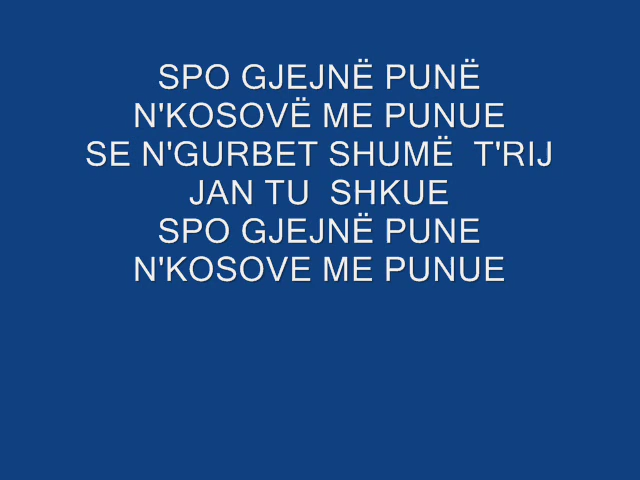 SPO GJEJNË PUNË
N'KOSOVË ME PUNUE
SE N'GURBET SHUMË  T'RIJ
JAN TU  SHKUE
SPO GJEJNË PUNE
N'KOSOVE ME PUNUE